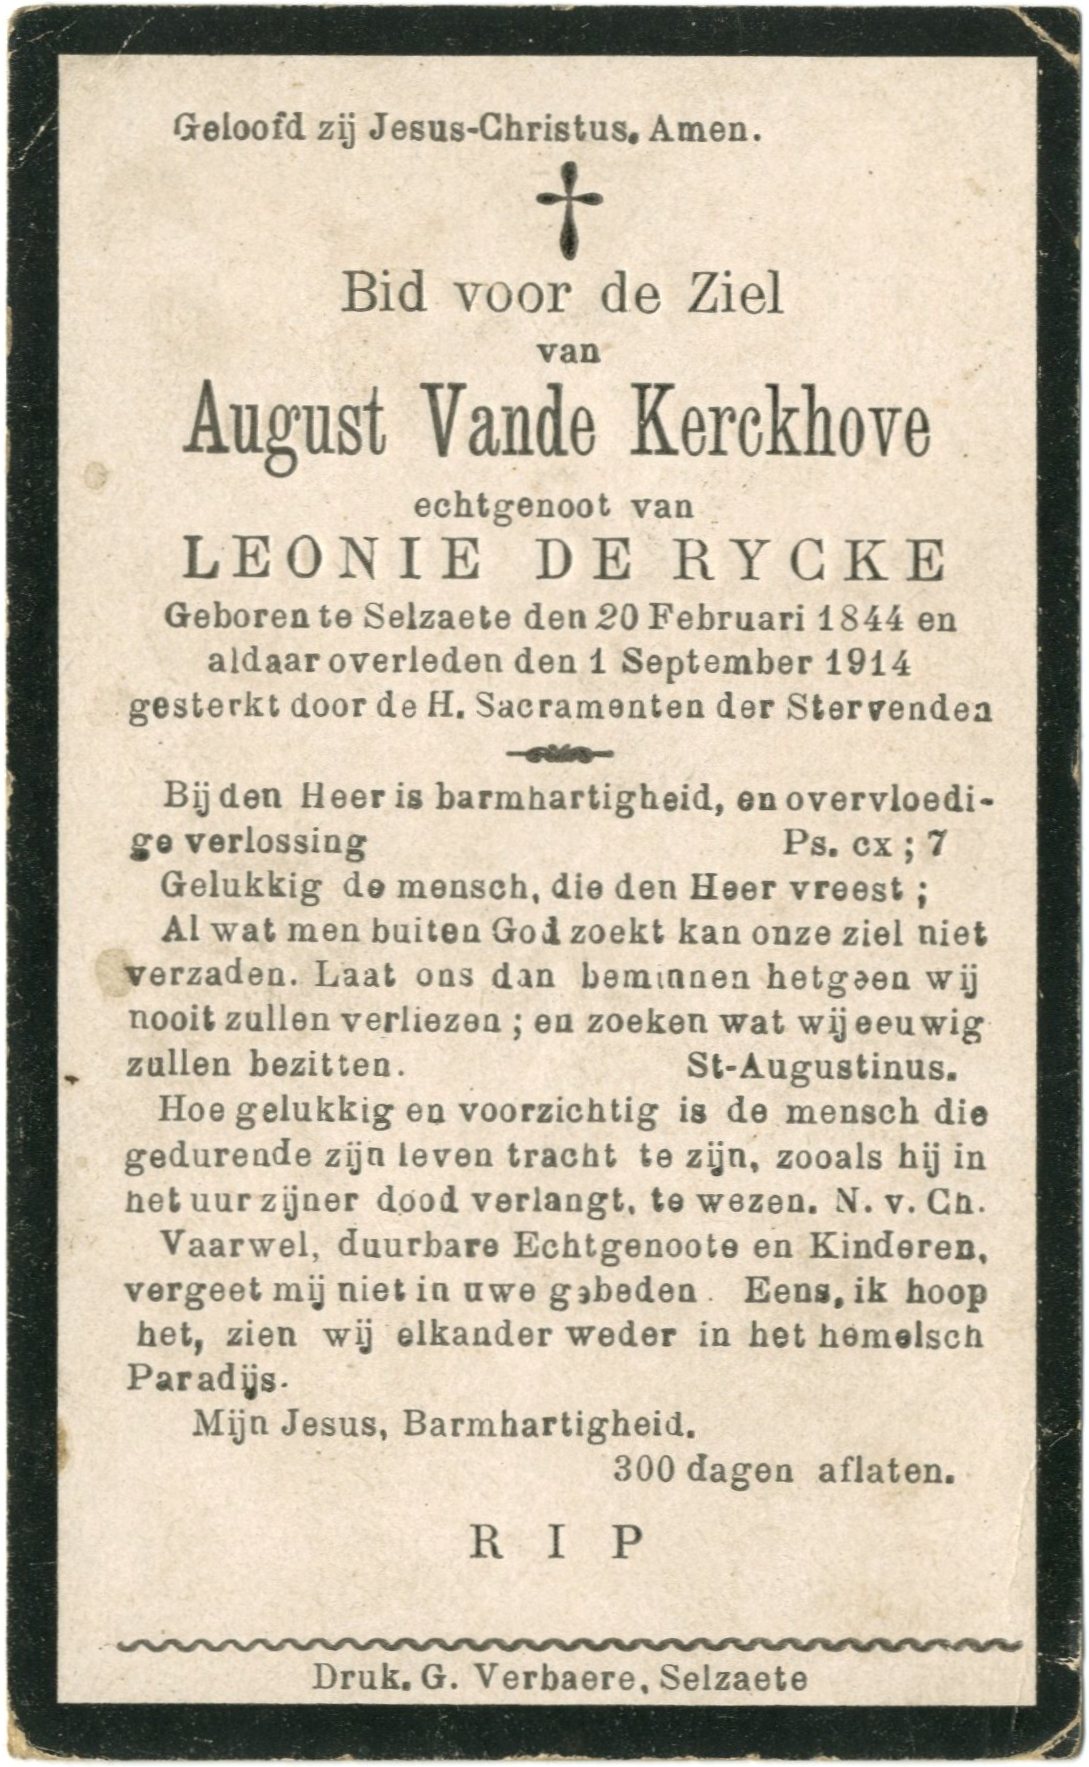 Geloofd zij Jesus-Christus. Amen.
Bid voor de Ziel
van
August Vande Kerckhove
echtgenoot van
LEONIE DE RYCKE
Geboren te Selzaete den 20 Februari 1844 en
aldaar overleden den 1 September 1914
gesterkt door de H. Sacramenten der Stervenden
Bij den Heer is barmhartigheid, en overvloedi-
ge verlossing Ps. cx ; 7
Gelukkig de mensch, die den Heer vreest ;
Al wat men buiten God zoekt kan onze ziel niet
verzaden. Laat ons dan beminnen hetgeen wij
nooit zullen verliezen ; en zoeken wat wij eeuwig
zullen bezitten. St-Augustinus.
Hoe gelukkig en voorzichtig is de mensch die
gedurende zijn leven tracht te zijn, zooals hij in
het uur zijner dood verlangt, te wezen. N. v. Ch.
Vaarwel, duurbare Echtgenoote en Kinderen,
vergeet mij niet in uwe gebeden. Eens, ik hoop
het, zien wij elkander weder in het hemelsch
Paradijs.
Mijn Jesus, Barmhartigheid.
300 dagen aflaten.
R I P
Druk. G. Verbaere, Selzaete